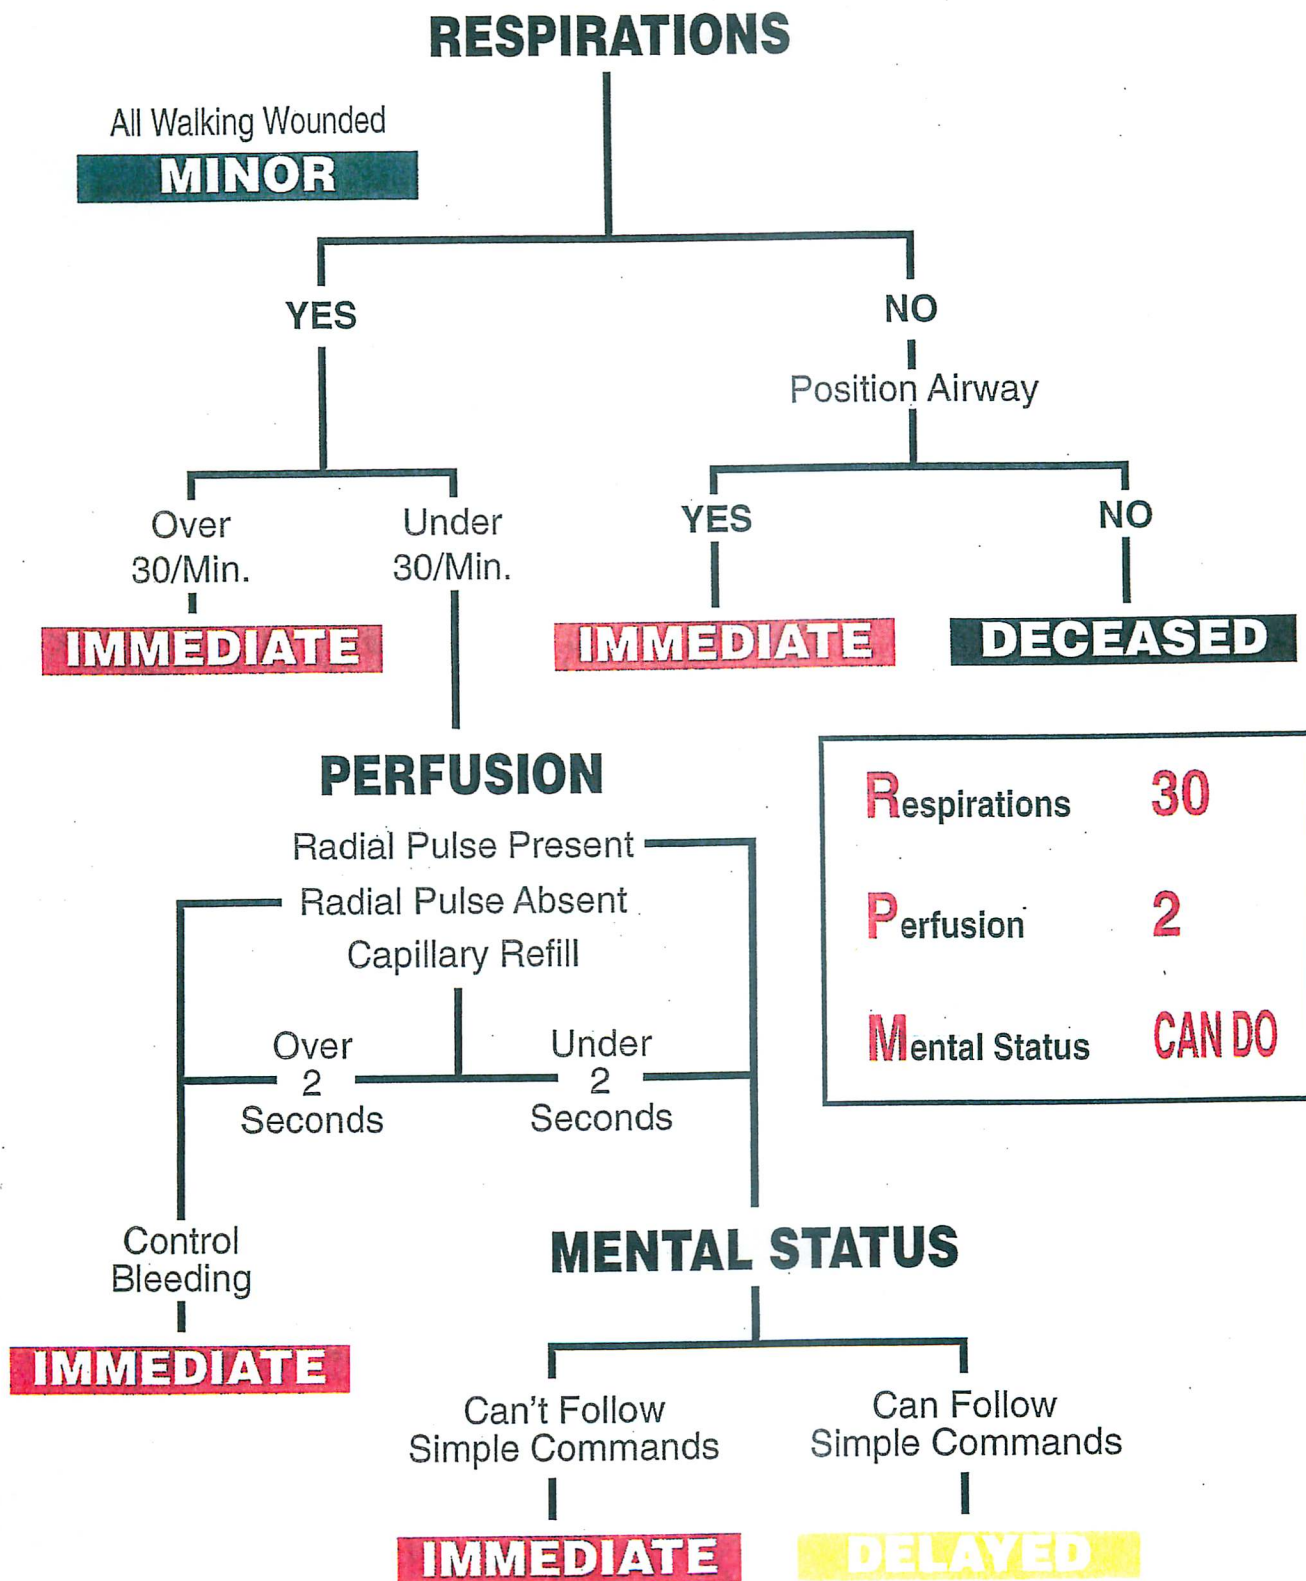 RESPIRATIONS
All Walking Wounded
MINOR
YES
NO
Position Airway
Over
30/Min.
Under
30/Min.
YES
NO
IMMEDIATE
IMMEDIATE
DECEASED
PERFUSION
Radial Pulse Present
Radial Pulse Absent
Capillary Refill
Over
2
Seconds
Under
2
Seconds
Respirations 30
Perfusion 2
Mental Status CAN DO
Control
Bleeding
IMMEDIATE
MENTAL STATUS
Can't Follow
Simple Commands
Can Follow
Simple Commands
IMMEDIATE
DELAYED